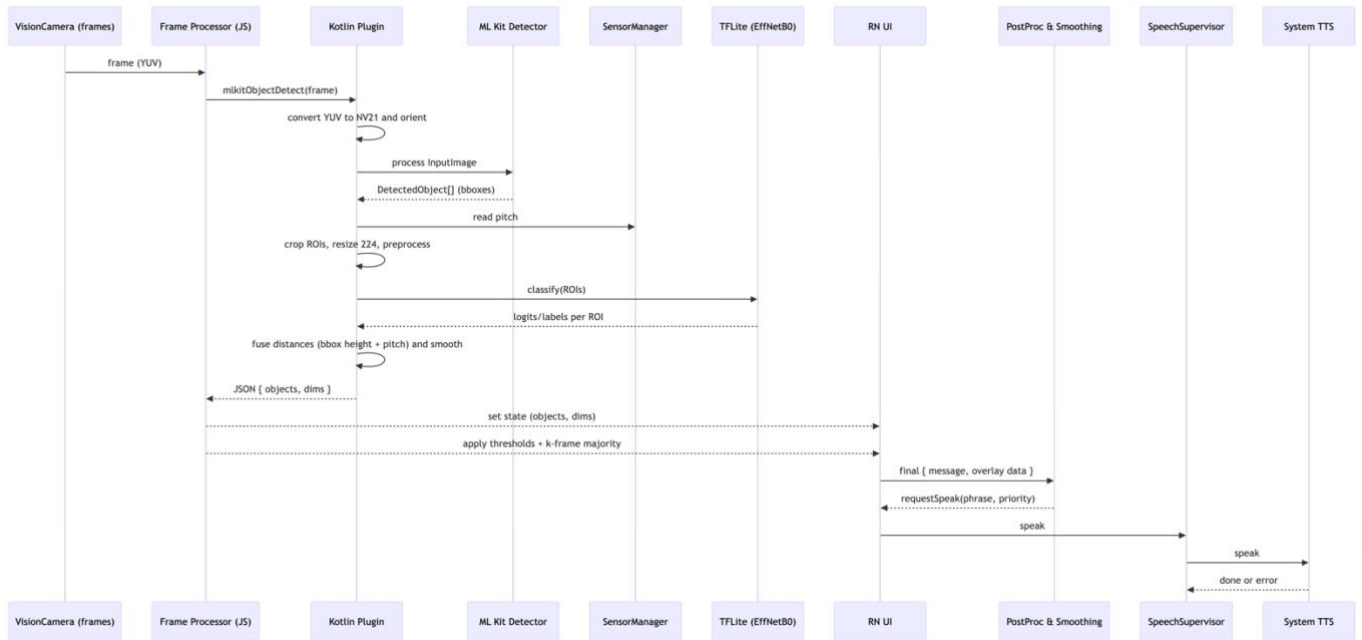 VisionCamera (frames)
Frame Processor (JS)
Kotlin Plugin
ML Kit Detector
SensorManager
TFLite (EffNetB0)
RN UI
PostProc & Smoothing
SpeechSupervisor
System TTS
frame (YUV)
mlkitObjectDetect(frame)
convert YUV to NV21 and orient
process InputImage
DetectedObject[] (bboxes)
read pitch
crop ROIs, resize 224, preprocess
classify(ROIs)
logits/labels per ROI
fuse distances (bbox height + pitch) and smooth
JSON { objects, dims }
set state (objects, dims)
apply thresholds + k-frame majority
final { message, overlay data }
requestSpeak(phrase, priority)
speak
speak
done or error
VisionCamera (frames)
Frame Processor (JS)
Kotlin Plugin
ML Kit Detector
SensorManager
TFLite (EffNetB0)
RN UI
PostProc & Smoothing
SpeechSupervisor
System TTS